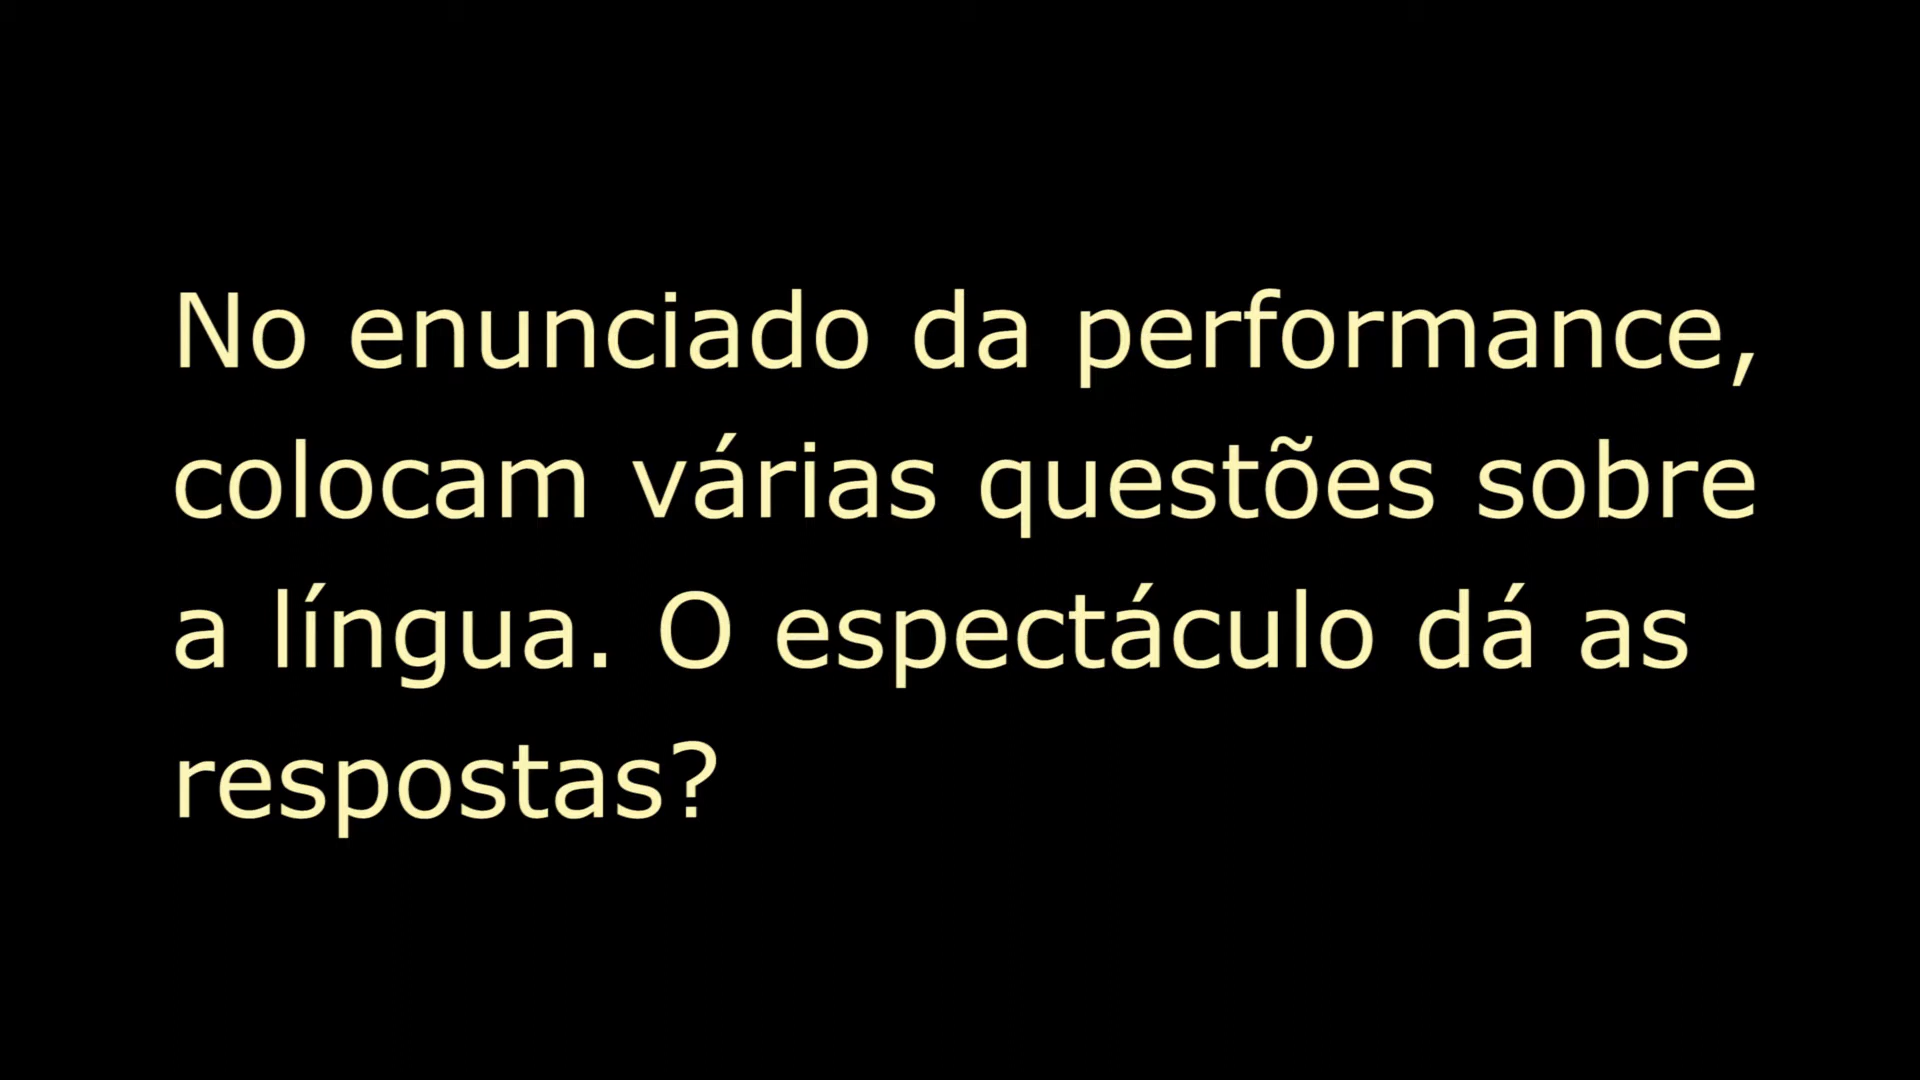 No enunciado da performance,
colocam várias questões sobre
a língua. O espectáculo dá as
respostas?